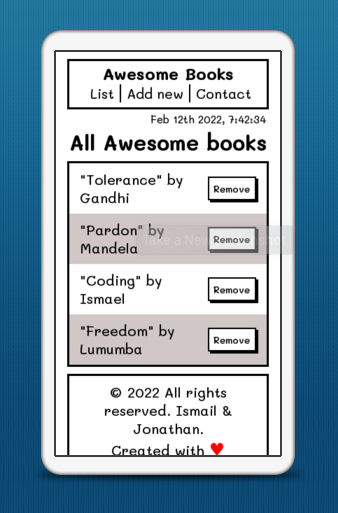 Awesome Books
List | Add new | Contact
Feb 12th 2022, 7:42:34
All Awesome books
"Tolerance" by
Gandhi
Remove
"Pardon" by
Mandela
Remove
Take a New
"Coding" by
Ismael
Remove
"Freedom" by
Lumumba
Remove
© 2022 All rights
reserved. Ismail &
Jonathan.
Created with ♥